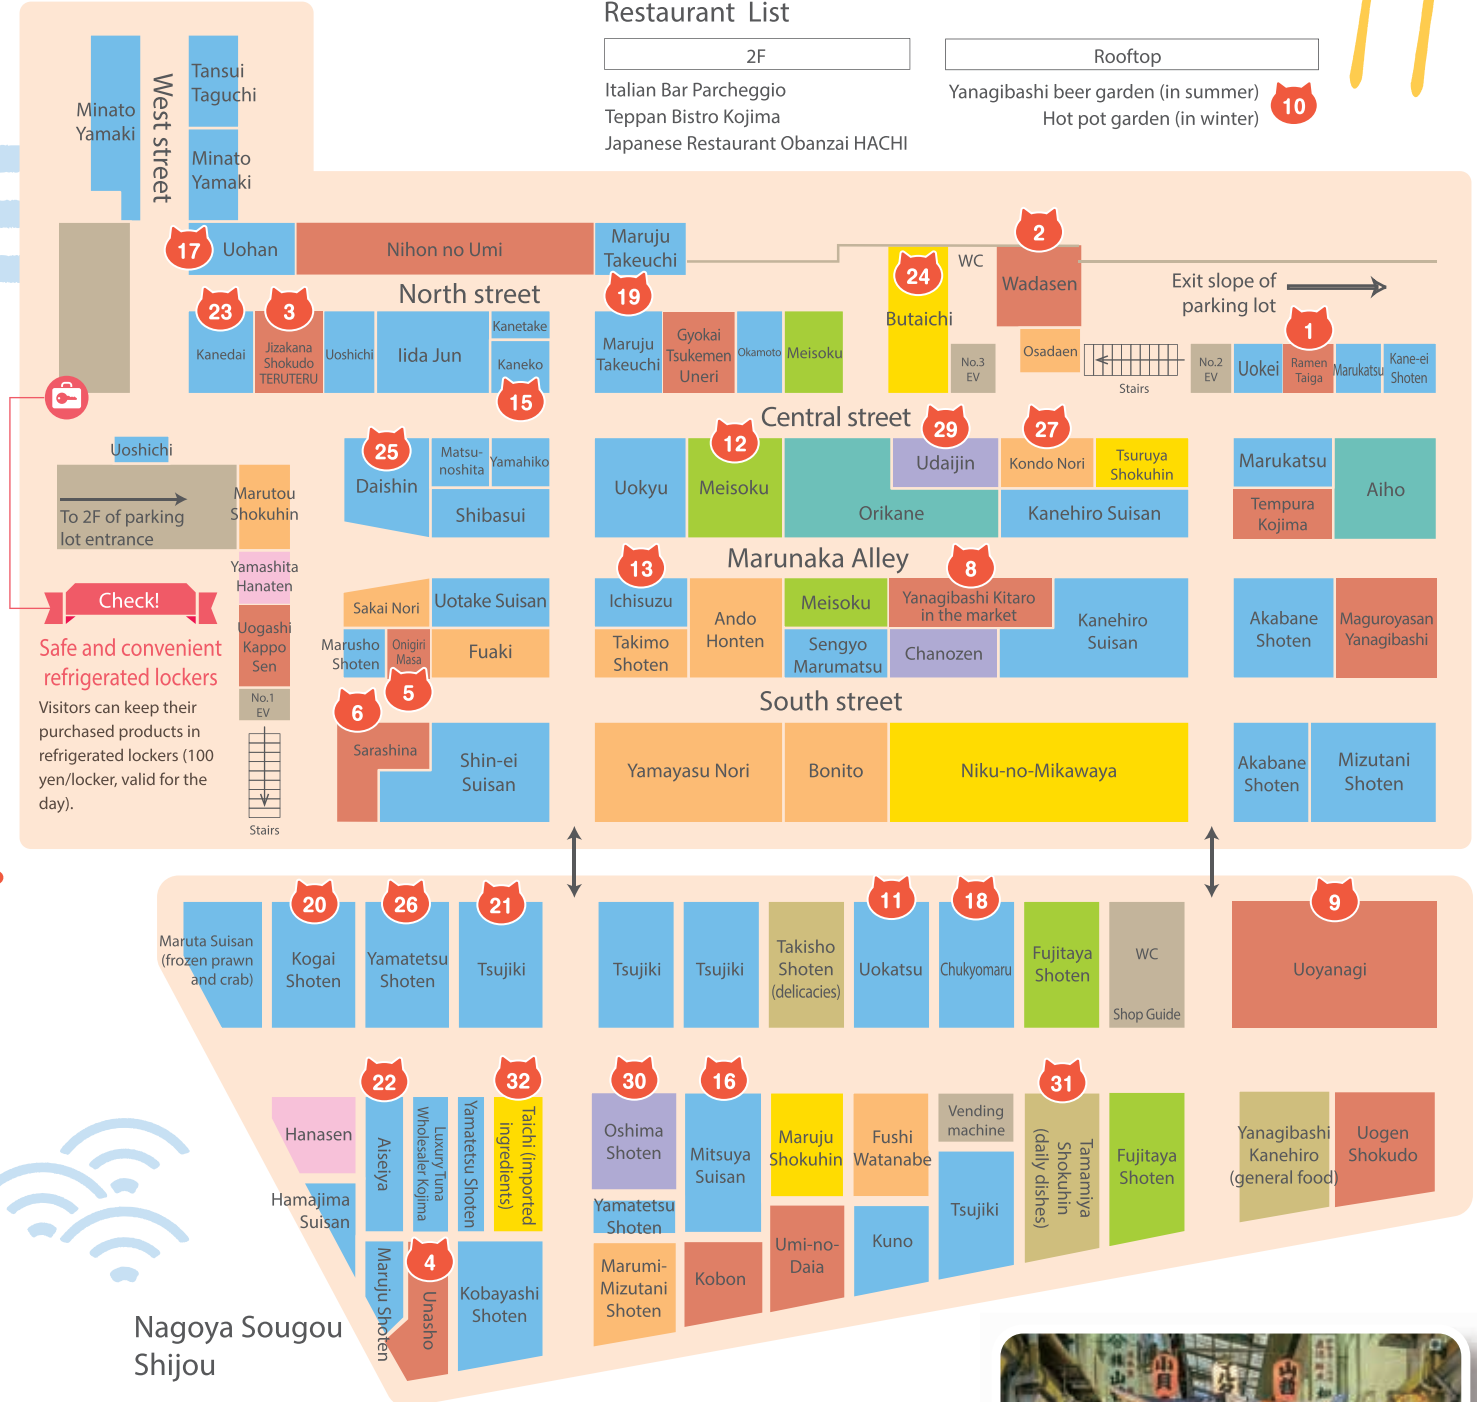 Restaurant List
2F
Rooftop
Italian Bar Parcheggio
Teppan Bistro Kojima
Japanese Restaurant Obanzai HACHI
Yanagibashi beer garden (in summer)
Hot pot garden (in winter)
10
Minato
Yamaki
West street
Tansui
Taguchi
Minato
Yamaki
17
Uohan
Nihon no Umi
Maruju
Takeuchi
2
24
WC
Wadasen
Butaichi
Exit slope of
parking lot
North street
23
3
19
1
Kanedai
Jizakana
Shokudo
TERUTERU
Uoshichi
Iida Jun
Kanetake
Kaneko
15
Maruju
Takeuchi
Gyokai
Tsukemen
Uneri
Okamoto
Meisoku
No.3
EV
Osadaen
Stairs
No.2
EV
Uokei
Ramen
Taiga
Marukatsu
Kane-ei
Shoten
Central street
Uoshichi
25
Daishin
Matsu-
noshita
Yamahiko
Shibasui
Uokyu
12
Meisoku
Orikane
29
Udaijin
27
Kondo Nori
Tsuruya
Shokuhin
Kanehiro Suisan
Marukatsu
Tempura
Kojima
Aiho
To 2F of parking
lot entrance
Marutou
Shokuhin
Marunaka Alley
Yamashita
Hanaten
Uogashi
Kappo
Sen
No.1
EV
Stairs
Check!
Safe and convenient
refrigerated lockers
Visitors can keep their
purchased products in
refrigerated lockers (100
yen/locker, valid for the
day).
Sakai Nori
Uotake Suisan
Marusho
Shoten
Onigiri
Masa
Fuaki
5
13
Ichisuzu
Takimo
Shoten
Ando
Honten
Meisoku
Sengyo
Marumatsu
8
Yanagibashi Kitaro
in the market
Chanozen
Kanehiro
Suisan
Akabane
Shoten
Maguroyasan
Yanagibashi
South street
6
Sarashina
Shin-ei
Suisan
Yamayasu Nori
Bonito
Niku-no-Mikawaya
Akabane
Shoten
Mizutani
Shoten
20
26
21
11
18
9
Maruta Suisan
(frozen prawn
and crab)
Kogai
Shoten
Yamatetsu
Shoten
Tsujiki
Tsujiki
Tsujiki
Takisho
Shoten
(delicacies)
Uokatsu
Chukyomaru
Fujitaya
Shoten
WC
Shop Guide
Uoyanagi
22
32
30
16
31
Hanasen
Hamajima
Suisan
Aiseiya
Luxury Tuna
Wholesaler Kojima
Yamatetsu Shoten
Taichi (imported
ingredients)
Oshima
Shoten
Yamatetsu
Shoten
Marumi-
Mizutani
Shoten
Mitsuya
Suisan
Kobon
Maruju
Shokuhin
Umi-no-
Daia
Fushi
Watanabe
Kuno
Vending
machine
Tsujiki
Tamamiya
Shokuhin
(daily dishes)
Fujitaya
Shoten
Yanagibashi
Kanehiro
(general food)
Uogen
Shokudo
Maruju Shoten
4
Unasho
Kobayashi
Shoten
Nagoya Sougou
Shijou